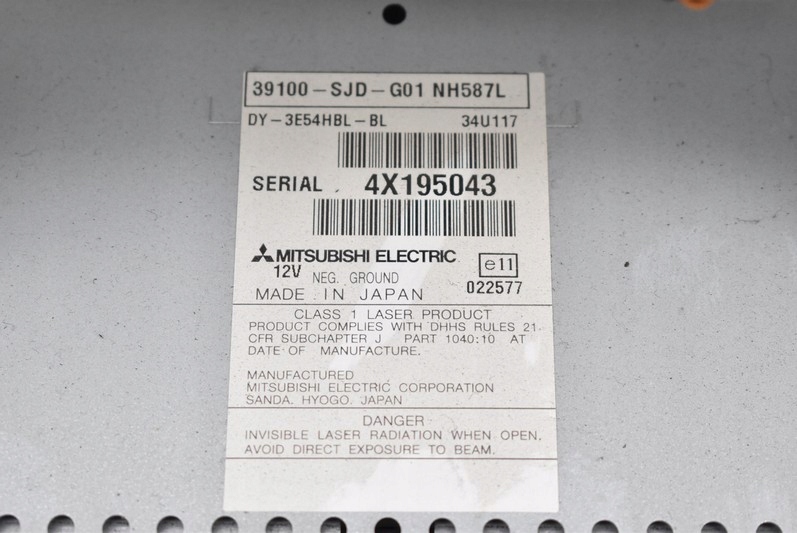 39100-SJD-G01 NH587L
DY-3E54HBL-BL 34U117
SERIAL 4X195043
MITSUBISHI ELECTRIC
12V NEG. GROUND
e11
MADE IN JAPAN 022577
CLASS 1 LASER PRODUCT
PRODUCT COMPLIES WITH DHHS RULES 21
CFR SUBCHAPTER J PART 1040:10 AT
DATE OF MANUFACTURE.
MANUFACTURED
MITSUBISHI ELECTRIC CORPORATION
SANDA. HYOGO. JAPAN
DANGER
INVISIBLE LASER RADIATION WHEN OPEN.
AVOID DIRECT EXPOSURE TO BEAM.